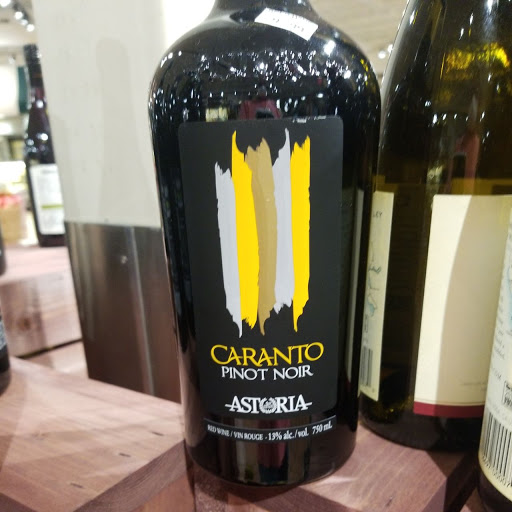 CARANTO
PINOT NOIR
ASTORIA
RED WINE / VIN ROUGE - 13% alc./vol. 750 mL